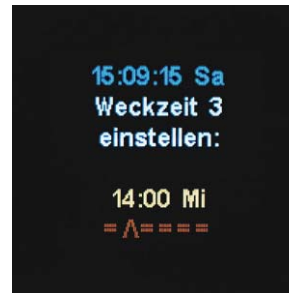 15:09:15 Sa
Weckzeit 3
einstellen:
14:00 Mi
=Λ====